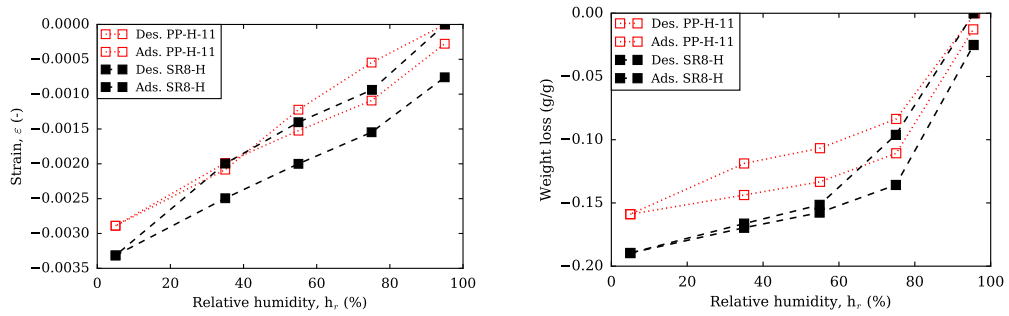 0.0000
−0.0005
−0.0010
−0.0015
−0.0020
−0.0025
−0.0030
−0.0035
Strain, ε (-)
Des. PP-H-11
Ads. PP-H-11
Des. SR8-H
Ads. SR8-H
0 20 40 60 80 100
Relative humidity, hᵣ (%)
0.00
−0.05
−0.10
−0.15
−0.20
Weight loss (g/g)
Des. PP-H-11
Ads. PP-H-11
Des. SR8-H
Ads. SR8-H
0 20 40 60 80 100
Relative humidity, hᵣ (%)